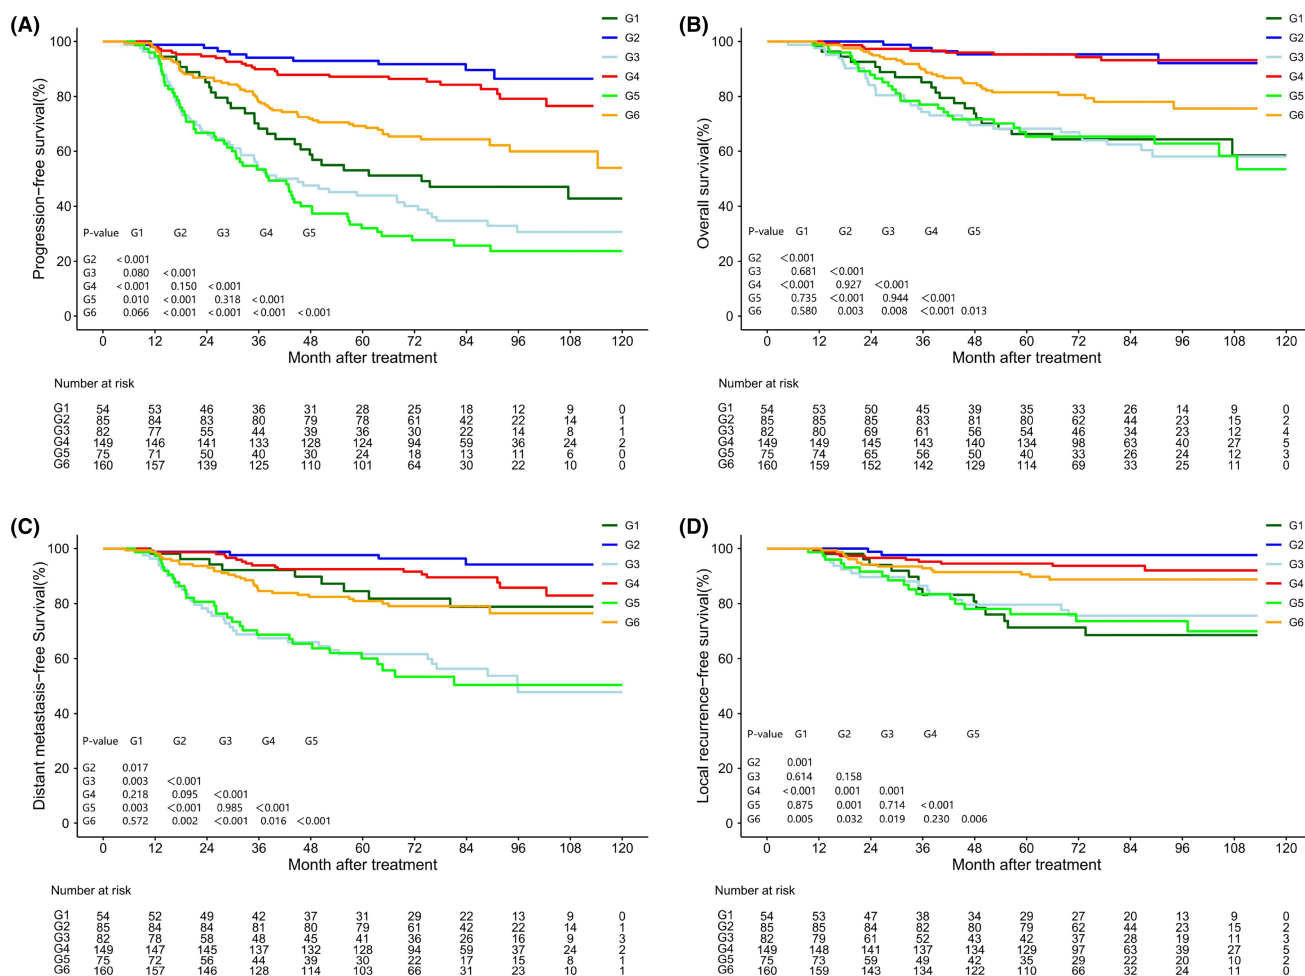 (A)
G1
G2
G3
G4
G5
G6
Progression−free survival(%)
100
80
60
40
20
0
P-value G1 G2 G3 G4 G5
G2 <0.001
G3 0.080 <0.001
G4 <0.001 0.150 <0.001
G5 0.010 <0.001 0.318 <0.001
G6 0.066 <0.001 <0.001 <0.001 <0.001
0 12 24 36 48 60 72 84 96 108 120
Month after treatment
Number at risk
G1 54 53 46 36 31 28 25 18 12 9 0
G2 85 84 83 80 79 78 61 42 22 14 1
G3 82 77 55 44 39 36 30 22 14 8 1
G4 149 146 141 133 128 124 94 59 36 24 2
G5 75 71 50 40 30 24 18 13 11 6 0
G6 160 157 139 125 110 101 64 30 22 10 0
(B)
G1
G2
G3
G4
G5
G6
Overall survival(%)
100
80
60
40
20
0
P-value G1 G2 G3 G4 G5
G2 <0.001
G3 0.681 <0.001
G4 <0.001 0.927 <0.001
G5 0.735 <0.001 0.944 <0.001
G6 0.580 0.003 0.008 <0.001 0.013
0 12 24 36 48 60 72 84 96 108 120
Month after treatment
Number at risk
G1 54 53 50 45 39 35 33 26 14 9 0
G2 85 85 85 83 81 80 62 44 23 15 2
G3 82 80 69 61 56 54 46 34 23 12 4
G4 149 149 145 143 140 134 98 63 40 27 5
G5 75 74 65 56 50 40 33 26 24 12 3
G6 160 159 152 142 129 114 69 33 25 11 0
(C)
G1
G2
G3
G4
G5
G6
Distant metastasis−free Survival(%)
100
80
60
40
20
0
P-value G1 G2 G3 G4 G5
G2 0.017
G3 0.003 <0.001
G4 0.218 0.095 <0.001
G5 0.003 <0.001 0.985 <0.001
G6 0.572 0.002 <0.001 0.016 <0.001
0 12 24 36 48 60 72 84 96 108 120
Month after treatment
Number at risk
G1 54 52 49 42 37 31 29 22 13 9 0
G2 85 84 84 81 80 79 61 42 22 14 1
G3 82 78 58 48 45 41 36 26 16 9 3
G4 149 147 145 137 132 128 94 59 37 24 2
G5 75 72 56 44 39 30 22 17 15 8 1
G6 160 157 146 128 114 103 66 31 23 10 1
(D)
G1
G2
G3
G4
G5
G6
Local recurrence−free survival(%)
100
80
60
40
20
0
P-value G1 G2 G3 G4 G5
G2 0.001
G3 0.614 0.158
G4 <0.001 0.001 0.001
G5 0.875 0.001 0.714 <0.001
G6 0.005 0.032 0.019 0.230 0.006
0 12 24 36 48 60 72 84 96 108 120
Month after treatment
Number at risk
G1 54 53 47 38 34 29 27 20 13 9 0
G2 85 85 84 82 80 79 62 44 23 15 2
G3 82 79 61 52 43 42 37 28 19 11 3
G4 149 148 141 137 134 129 97 63 39 27 5
G5 75 73 59 49 42 35 29 22 20 10 2
G6 160 159 143 134 122 110 66 31 24 10 0